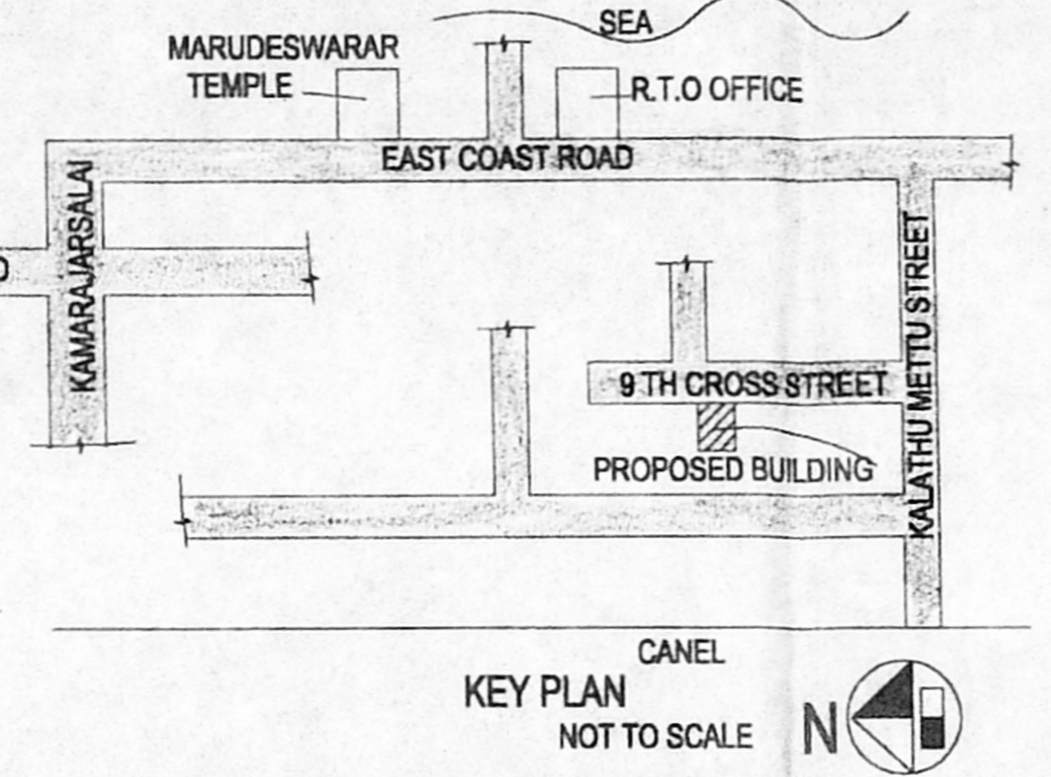 SEA
MARUDESWARAR
TEMPLE
R.T.O OFFICE
EAST COAST ROAD
KAMARAJARSALAI
KALATHU METTU STREET
9 TH CROSS STREET
PROPOSED BUILDING
CANEL
KEY PLAN
NOT TO SCALE
N